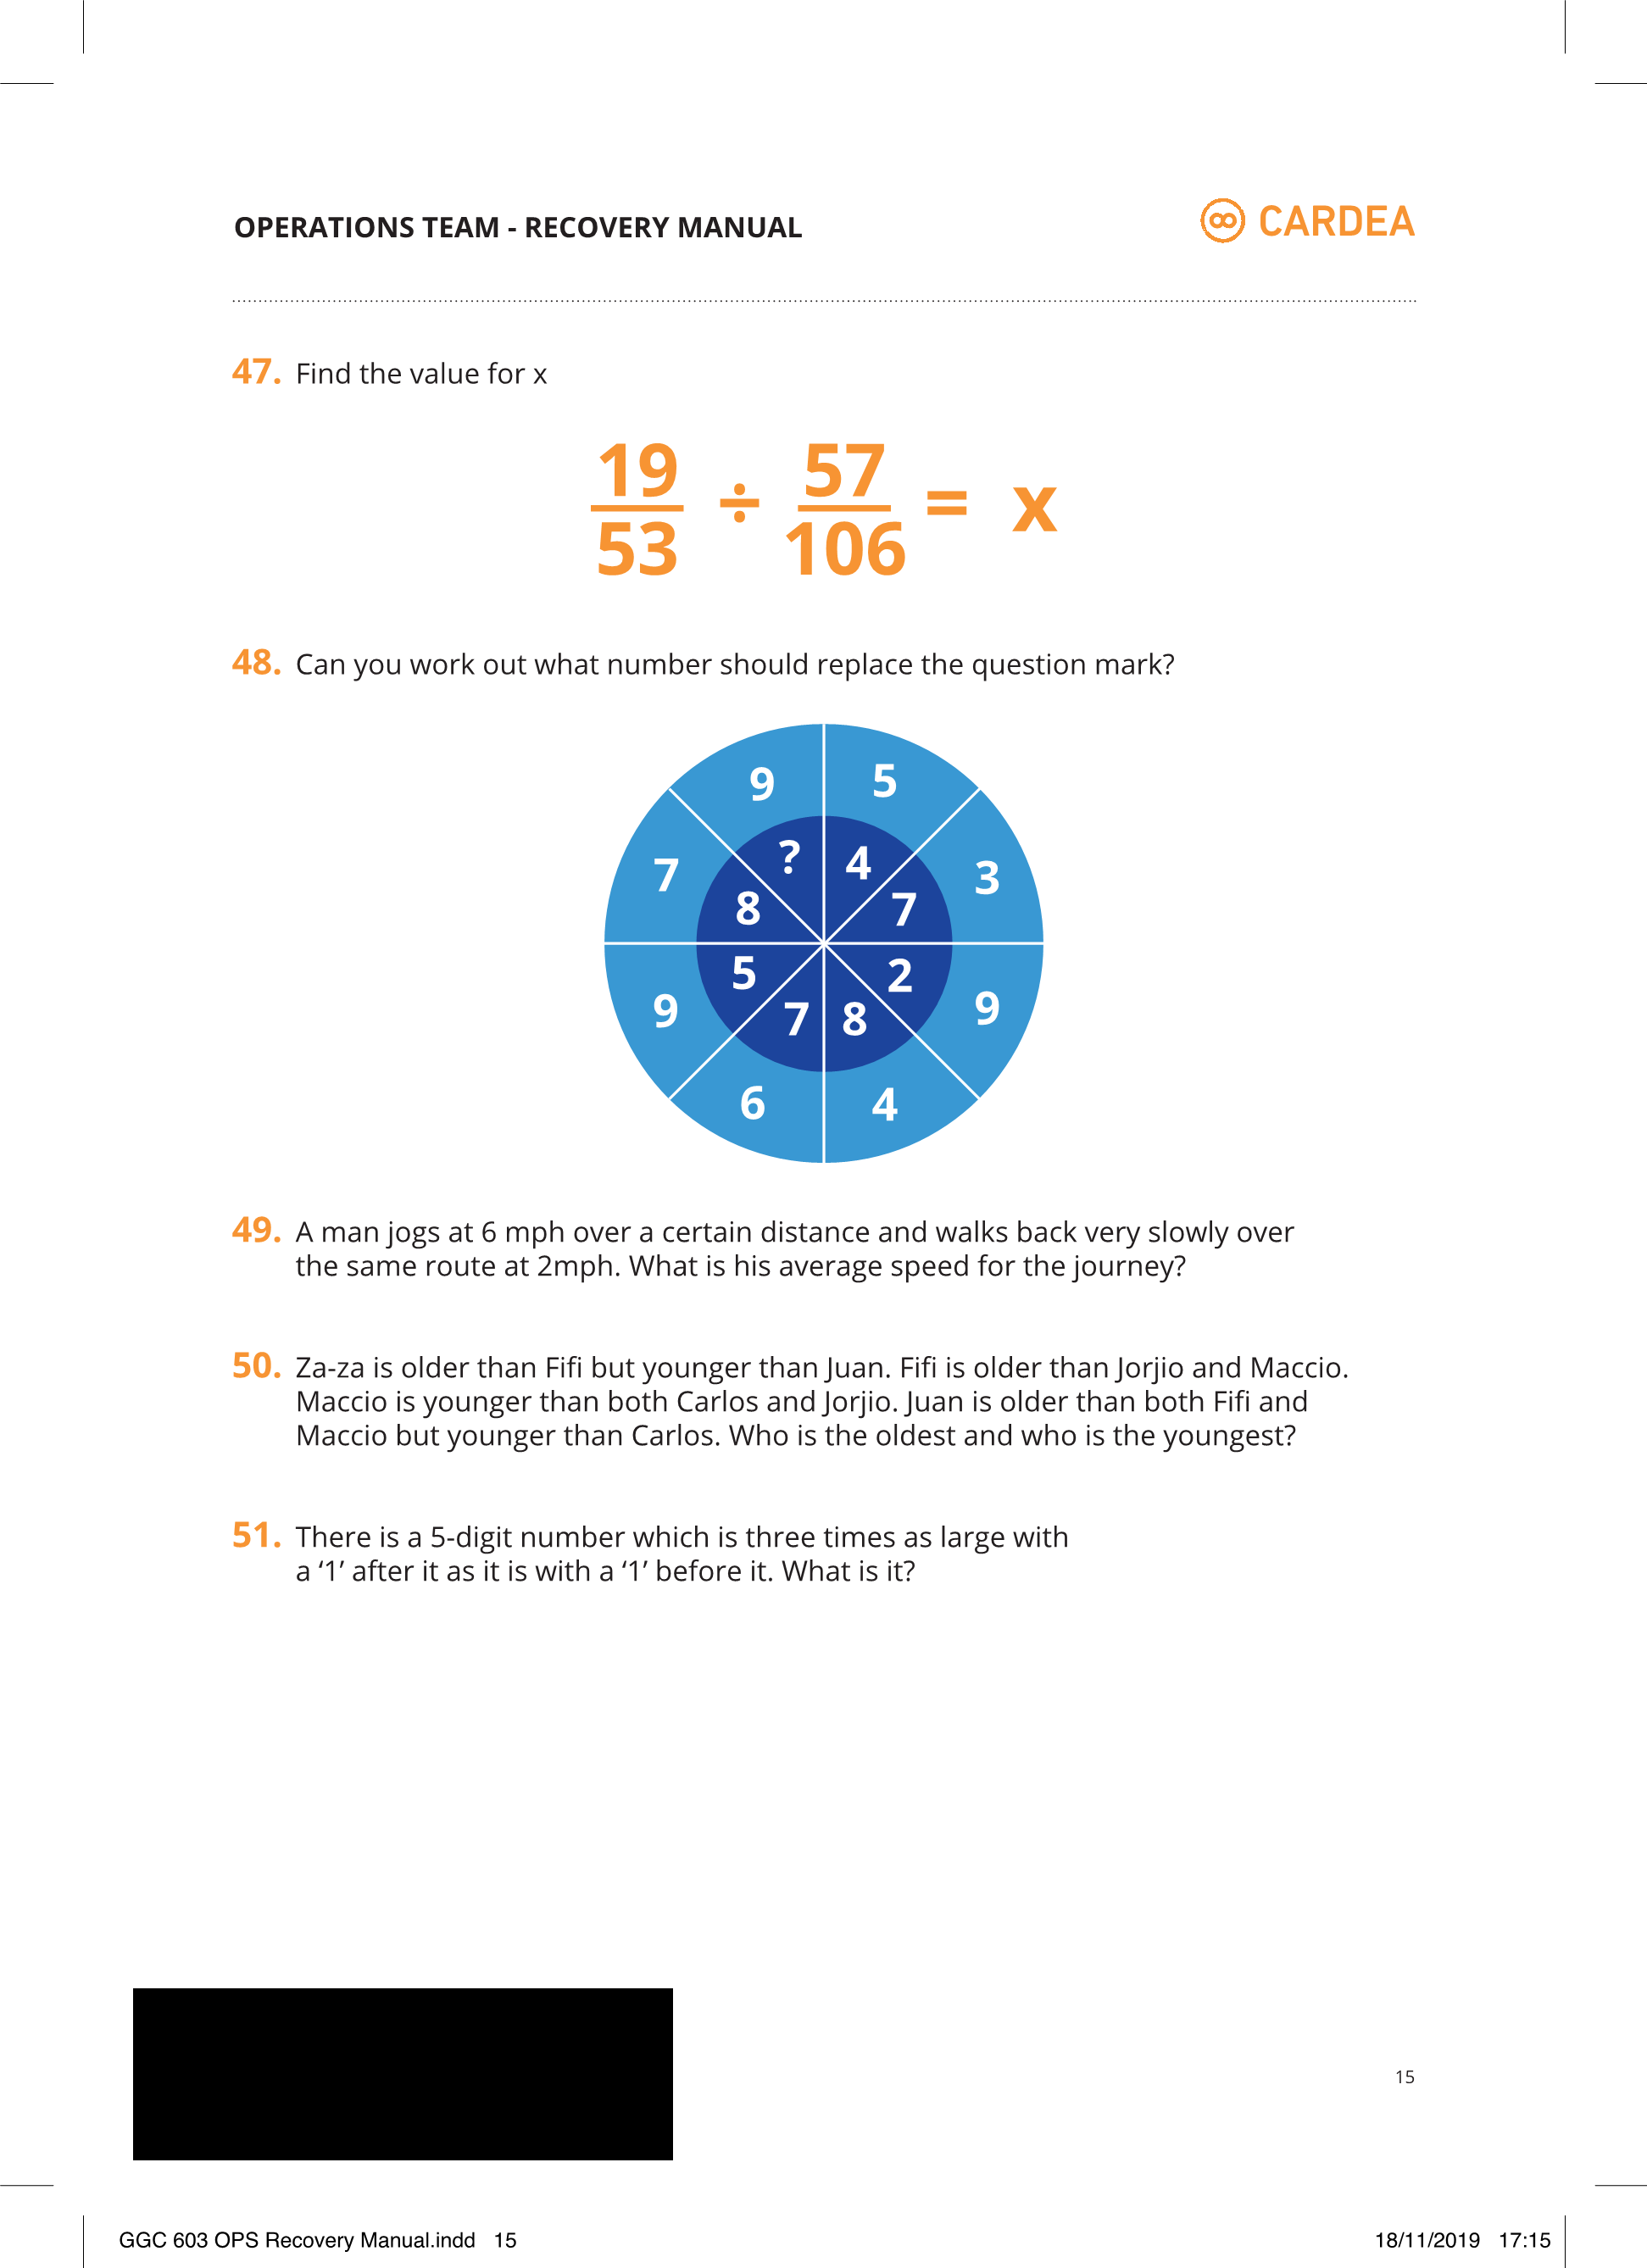 OPERATIONS TEAM - RECOVERY MANUAL
CARDEA
47. Find the value for x
19 ÷ 57 = x
53 106
48. Can you work out what number should replace the question mark?
9 5
? 4
7 3
8 7
5 2
9 9
7 8
6 4
49. A man jogs at 6 mph over a certain distance and walks back very slowly over
the same route at 2mph. What is his average speed for the journey?
50. Za-za is older than Fifi but younger than Juan. Fifi is older than Jorjio and Maccio.
Maccio is younger than both Carlos and Jorjio. Juan is older than both Fifi and
Maccio but younger than Carlos. Who is the oldest and who is the youngest?
51. There is a 5-digit number which is three times as large with
a ‘1’ after it as it is with a ‘1’ before it. What is it?
15
GGC 603 OPS Recovery Manual.indd 15
18/11/2019 17:15